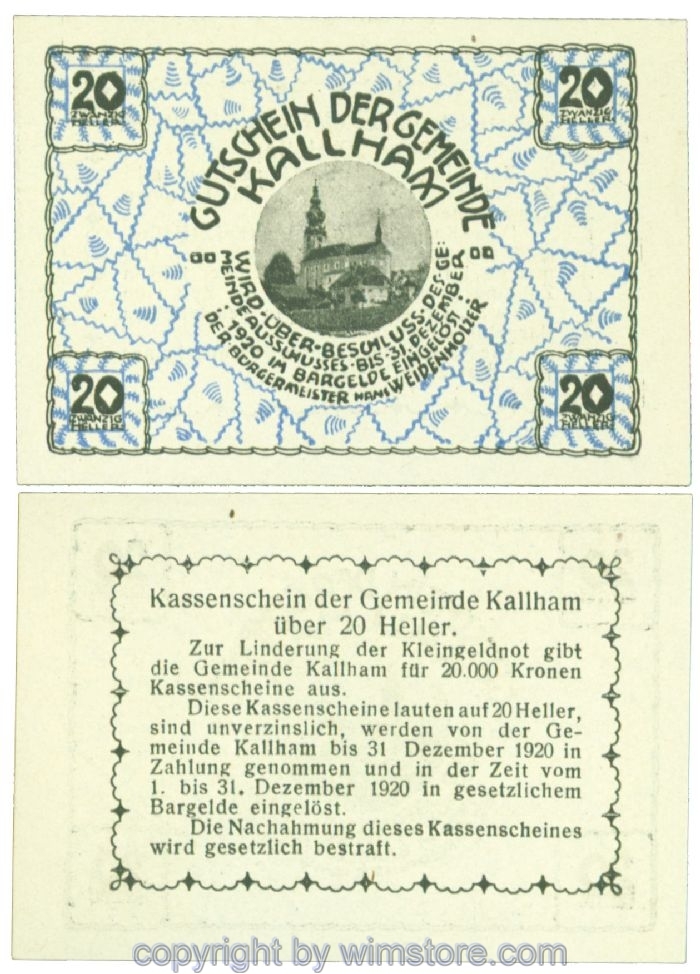 20
ZWANZIG
HELLER
20
ZWANZIG
HELLER
GUTSCHEIN DER GEMEINDE
KALLHAM
WIRD·ÜBER·BESCHLUSS·DES·GE:
MEINDEAUSSCHUSSES·BIS·31·DEZEMBER
1920 IM BARGELDE EINGELÖST:
DER BÜRGERMEISTER HANS WEIDENHOLZER
20
ZWANZIG
HELLER
20
ZWANZIG
HELLER
Kassenschein der Gemeinde Kallham
über 20 Heller.
Zur Linderung der Kleingeldnot gibt
die Gemeinde Kallham für 20.000 Kronen
Kassenscheine aus.
Diese Kassenscheine lauten auf 20 Heller,
sind unverzinslich, werden von der Ge-
meinde Kallham bis 31 Dezember 1920 in
Zahlung genommen und in der Zeit vom
1. bis 31. Dezember 1920 in gesetzlichem
Bargelde eingelöst.
Die Nachahmung dieses Kassenscheines
wird gesetzlich bestraft.
copyright by wimstore.com